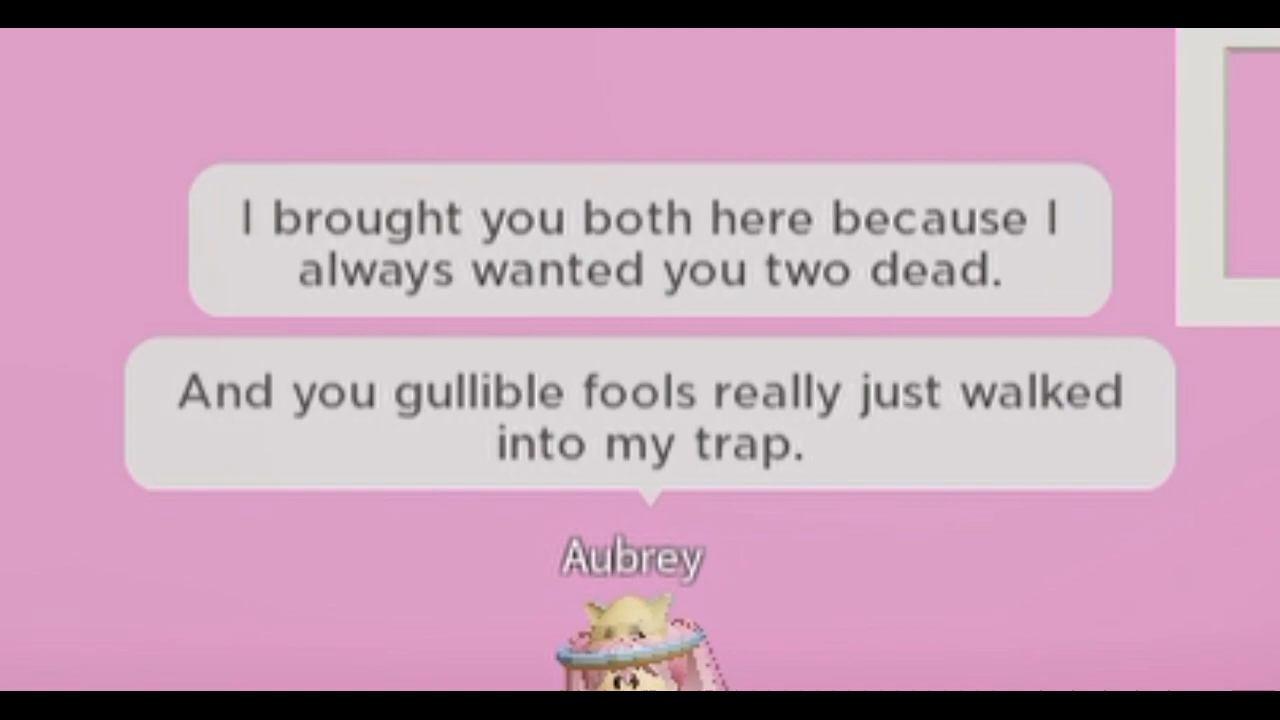 I brought you both here because I
always wanted you two dead.
And you gullible fools really just walked
into my trap.
Aubrey